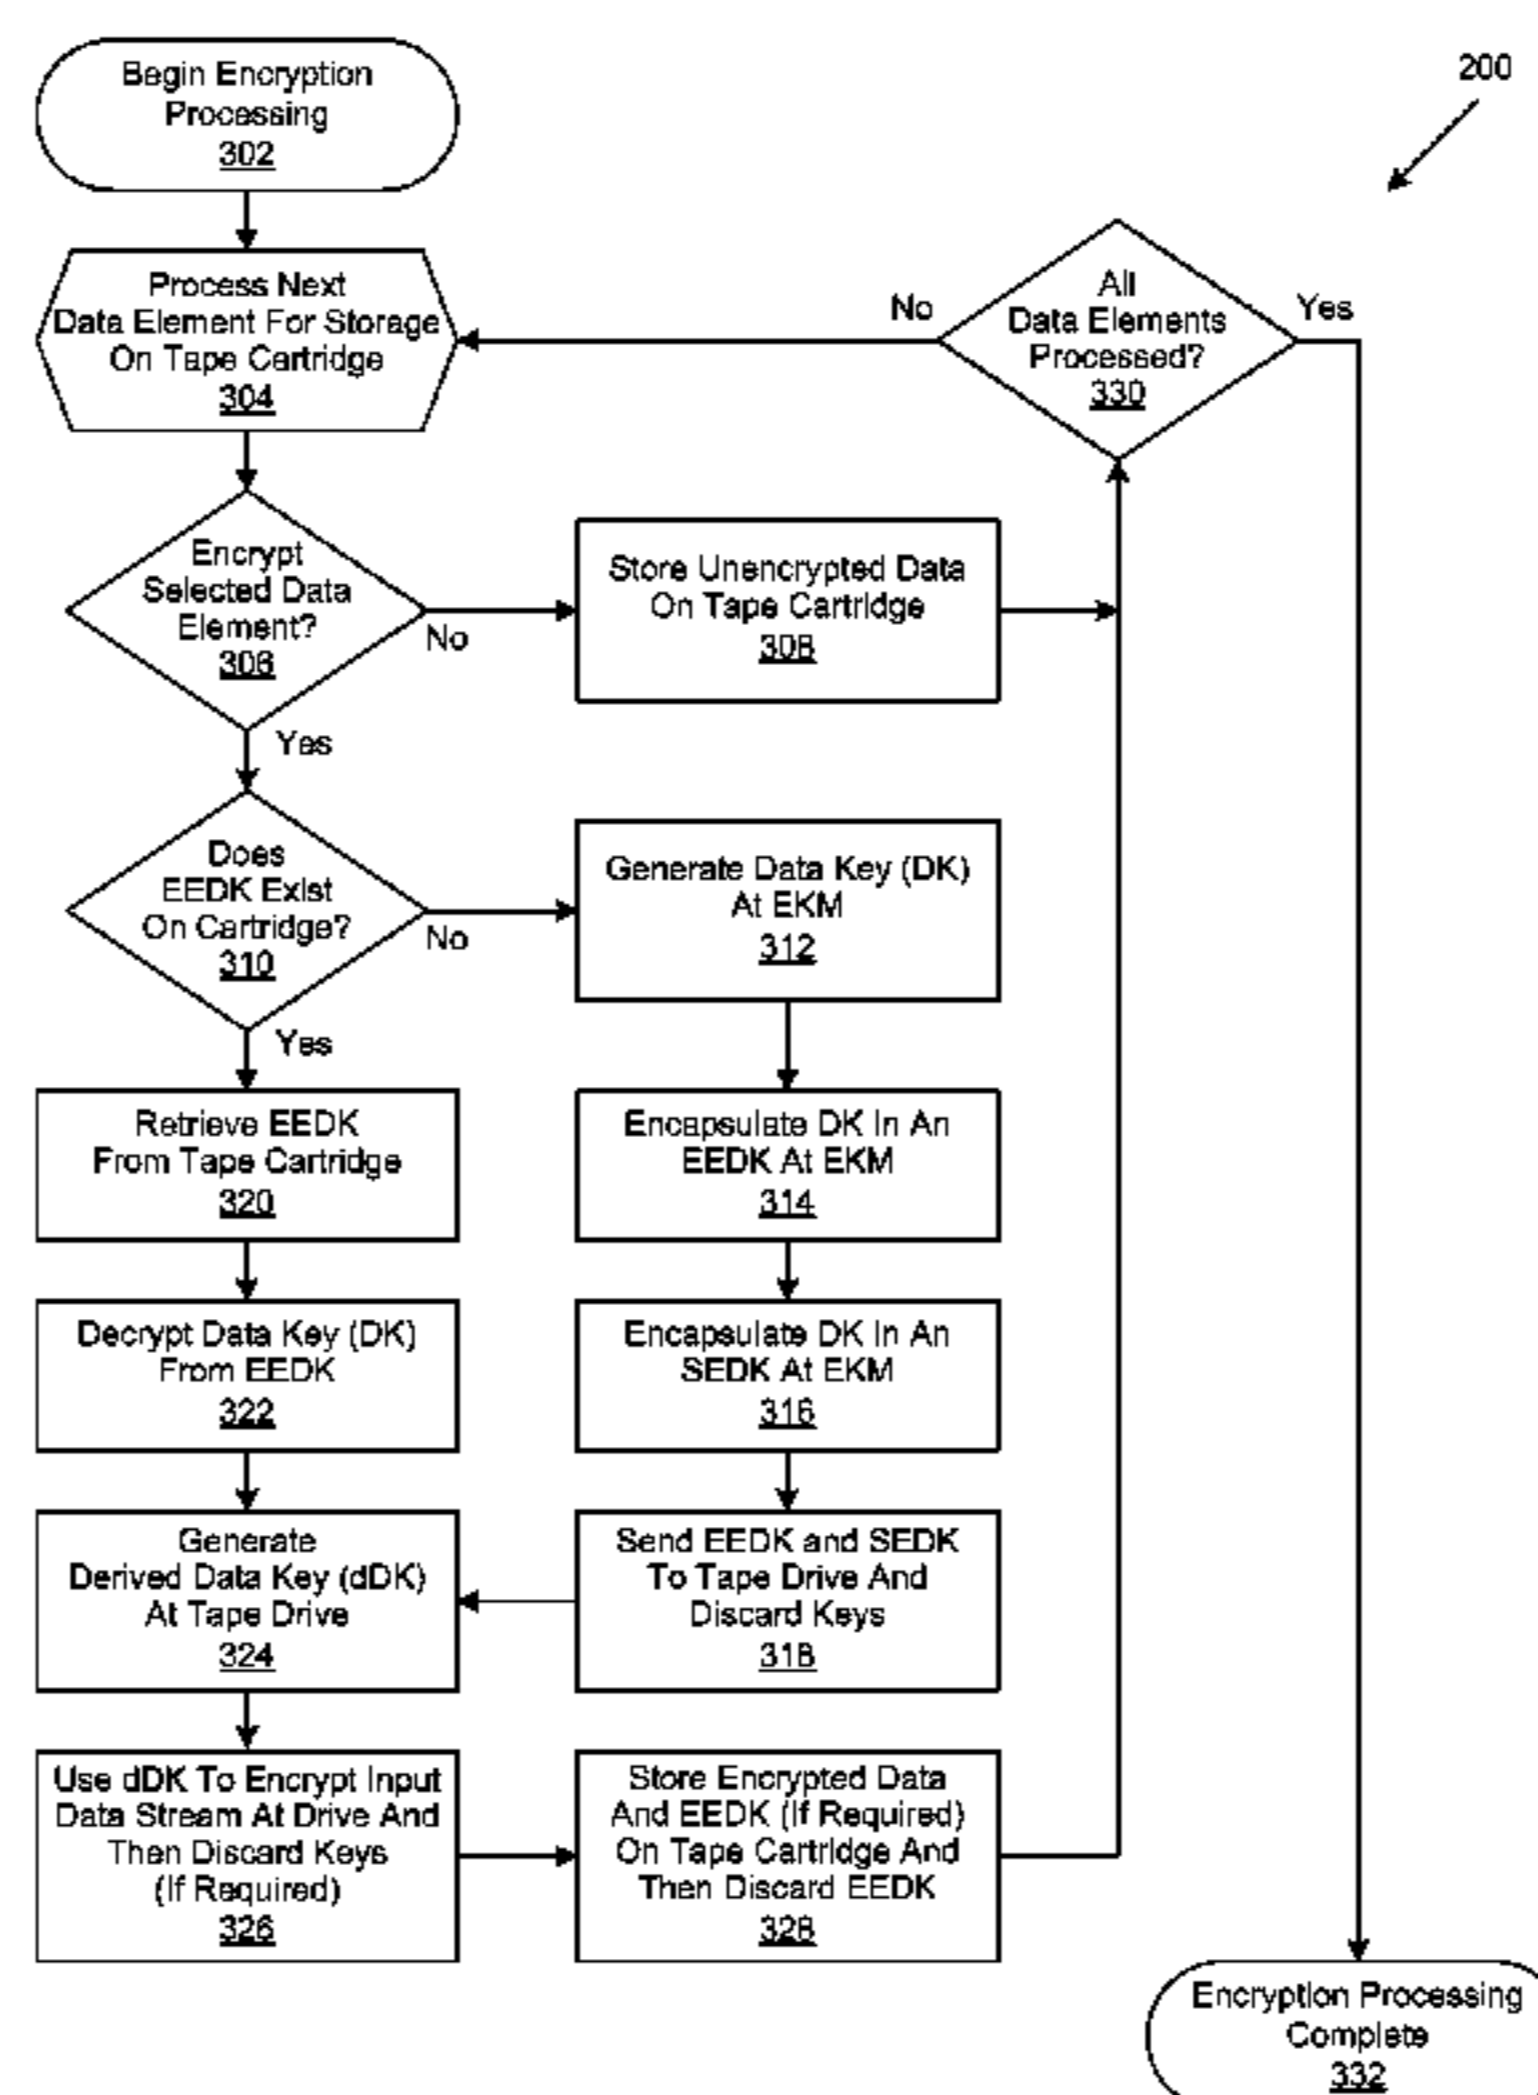 Begin Encryption
Processing
302
200
Process Next
Data Element For Storage
On Tape Cartridge
304
No
All
Data Elements
Processed?
330
Yes
Encrypt
Selected Data
Element?
306
No
Yes
Store Unencrypted Data
On Tape Cartridge
308
Does
EEDK Exist
On Cartridge?
310
No
Yes
Generate Data Key (DK)
At EKM
312
Retrieve EEDK
From Tape Cartridge
320
Encapsulate DK In An
EEDK At EKM
314
Decrypt Data Key (DK)
From EEDK
322
Encapsulate DK In An
SEDK At EKM
316
Generate
Derived Data Key (dDK)
At Tape Drive
324
Send EEDK and SEDK
To Tape Drive And
Discard Keys
318
Use dDK To Encrypt Input
Data Stream At Drive And
Then Discard Keys
(If Required)
326
Store Encrypted Data
And EEDK (If Required)
On Tape Cartridge And
Then Discard EEDK
328
Encryption Processing
Complete
332